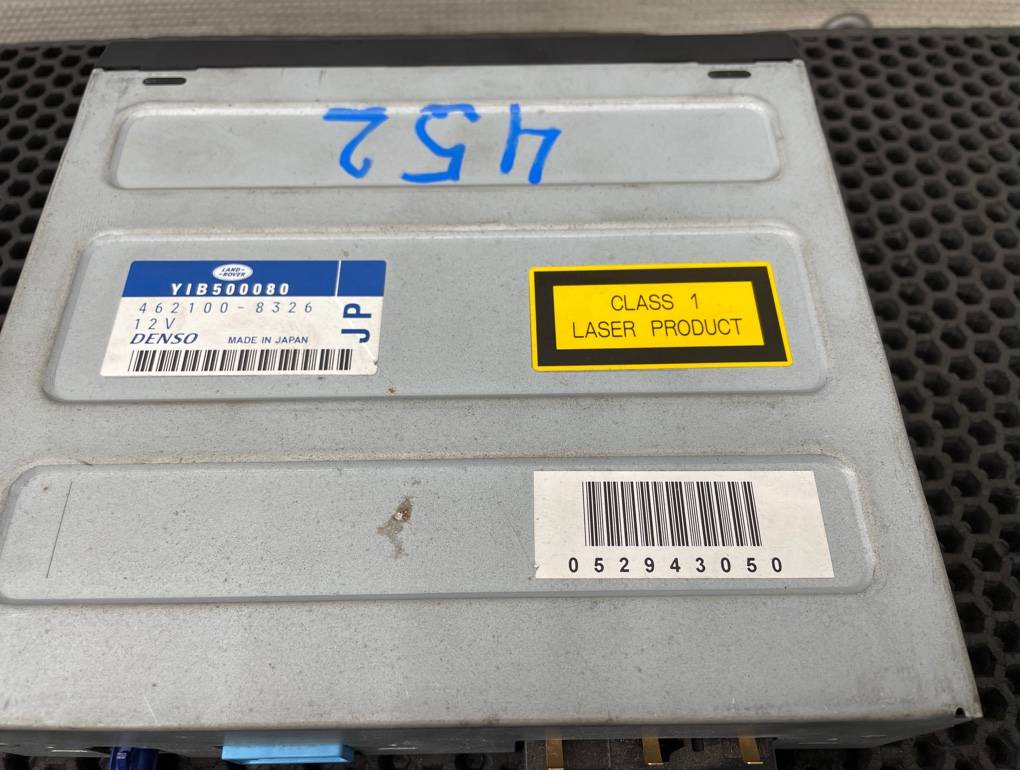 452
LAND-
-ROVER
YIB500080
462100-8326
12V
JP
DENSO MADE IN JAPAN
CLASS 1
LASER PRODUCT
052943050